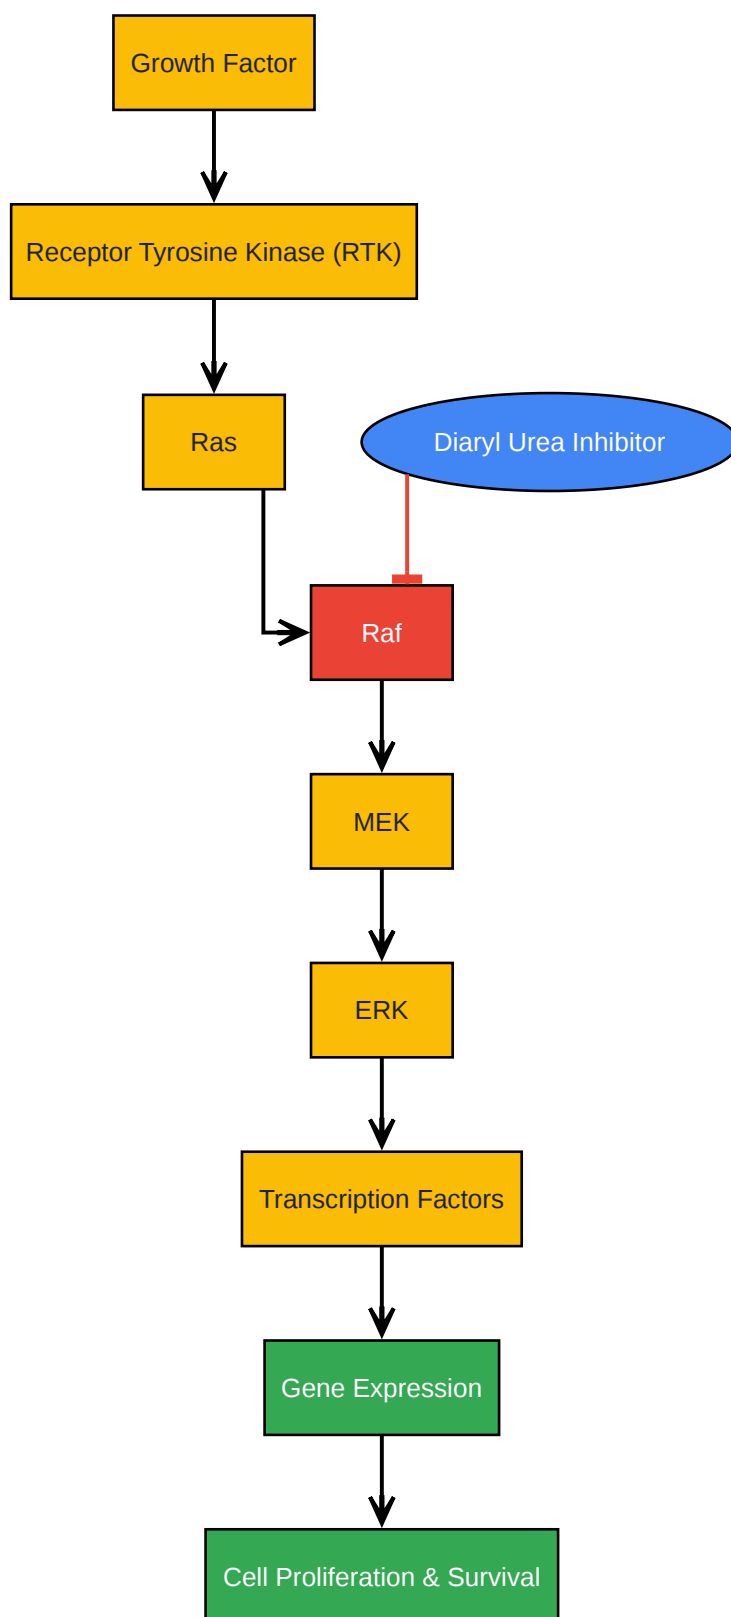 Growth Factor
Receptor Tyrosine Kinase (RTK)
Ras
Diaryl Urea Inhibitor
Raf
MEK
ERK
Transcription Factors
Gene Expression
Cell Proliferation & Survival